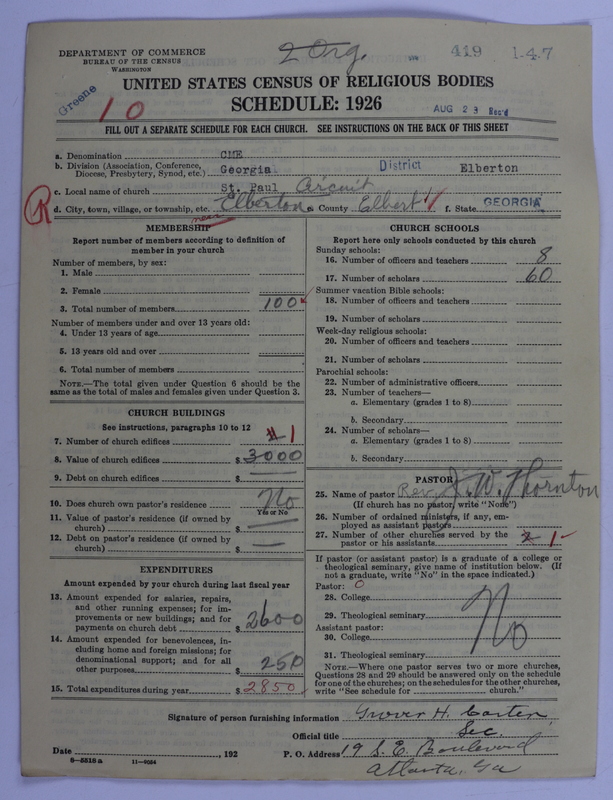 2 Org.
419 1-4-7
DEPARTMENT OF COMMERCE
BUREAU OF THE CENSUS
WASHINGTON
UNITED STATES CENSUS OF RELIGIOUS BODIES
SCHEDULE: 1926
Greene
10
AUG 23 Rec'd
FILL OUT A SEPARATE SCHEDULE FOR EACH CHURCH. SEE INSTRUCTIONS ON THE BACK OF THIS SHEET
a. Denomination CME
b. Division (Association, Conference, Diocese, Presbytery, Synod, etc.) Georgia District Elberton
c. Local name of church St. Paul Circuit
R d. City, town, village, or township, etc. near Elberton e. County Elbert f. State GEORGIA
MEMBERSHIP
Report number of members according to definition of
member in your church
Number of members, by sex:
1. Male
2. Female
3. Total number of members 100
Number of members under and over 13 years old:
4. Under 13 years of age
5. 13 years old and over
6. Total number of members
NOTE.—The total given under Question 6 should be the
same as the total of males and females given under Question 3.
CHURCH BUILDINGS
See instructions, paragraphs 10 to 12
7. Number of church edifices 1
8. Value of church edifices $ 3000
9. Debt on church edifices $
10. Does church own pastor's residence No
Yes or No
11. Value of pastor's residence (if owned by
church) $
12. Debt on pastor's residence (if owned by
church) $
EXPENDITURES
Amount expended by your church during last fiscal year
13. Amount expended for salaries, repairs,
and other running expenses; for im-
provements or new buildings; and for
payments on church debt $ 2600
14. Amount expended for benevolences, in-
cluding home and foreign missions; for
denominational support; and for all
other purposes $ 250
15. Total expenditures during year $ 2850
CHURCH SCHOOLS
Report here only schools conducted by this church
Sunday schools:
16. Number of officers and teachers 8
17. Number of scholars 60
Summer vacation Bible schools:
18. Number of officers and teachers
19. Number of scholars
Week-day religious schools:
20. Number of officers and teachers
21. Number of scholars
Parochial schools:
22. Number of administrative officers
23. Number of teachers—
a. Elementary (grades 1 to 8)
b. Secondary
24. Number of scholars—
a. Elementary (grades 1 to 8)
b. Secondary
PASTOR
25. Name of pastor Rev. J. W. Thornton
(If church has no pastor, write "None")
26. Number of ordained ministers, if any, em-
ployed as assistant pastors
27. Number of other churches served by the
pastor or his assistants 1
If pastor (or assistant pastor) is a graduate of a college or
theological seminary, give name of institution below. (If
not a graduate, write "No" in the space indicated.)
Pastor: 0
28. College
29. Theological seminary No
Assistant pastor:
30. College
31. Theological seminary
NOTE.—Where one pastor serves two or more churches,
Questions 28 and 29 should be answered only on the schedule
for one of the churches; on the schedules for the other churches,
write "See schedule for church."
Signature of person furnishing information Grover H. Carter,
Official title Sec.
Date , 192 P. O. Address 19 S. E. Boulevard
8-5518a 11-9054 Atlanta, Ga